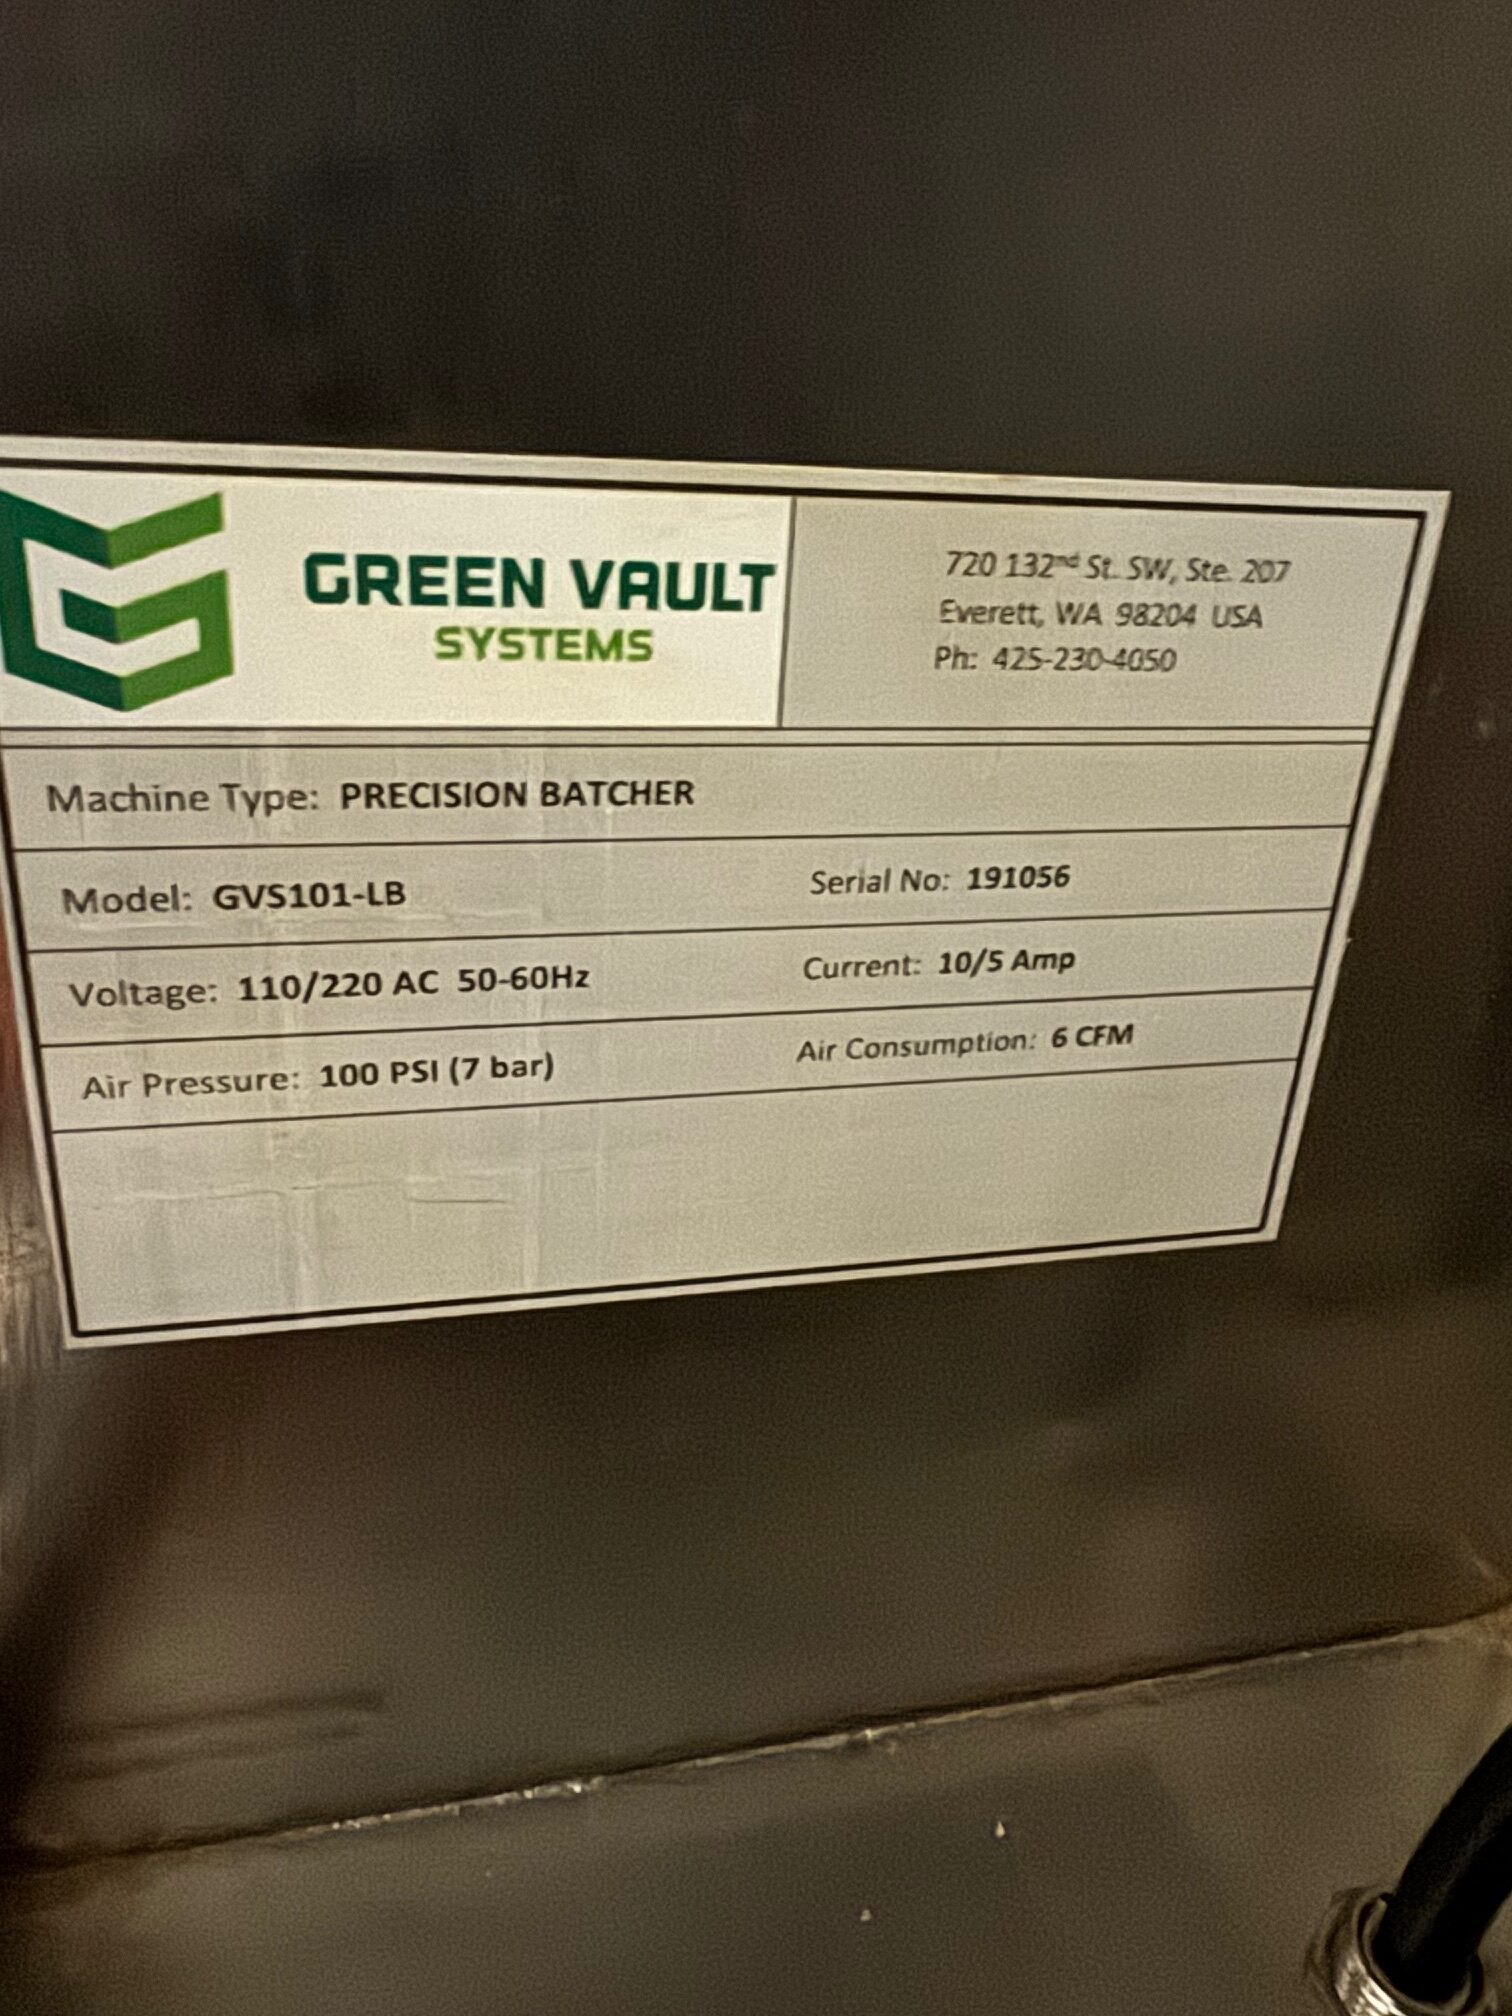 GREEN VAULT
SYSTEMS
720 132nd St. SW, Ste. 207
Everett, WA 98204 USA
Ph: 425-230-4050
Machine Type: PRECISION BATCHER
Model: GVS101-LB
Serial No: 191056
Voltage: 110/220 AC 50-60Hz
Current: 10/5 Amp
Air Pressure: 100 PSI (7 bar)
Air Consumption: 6 CFM